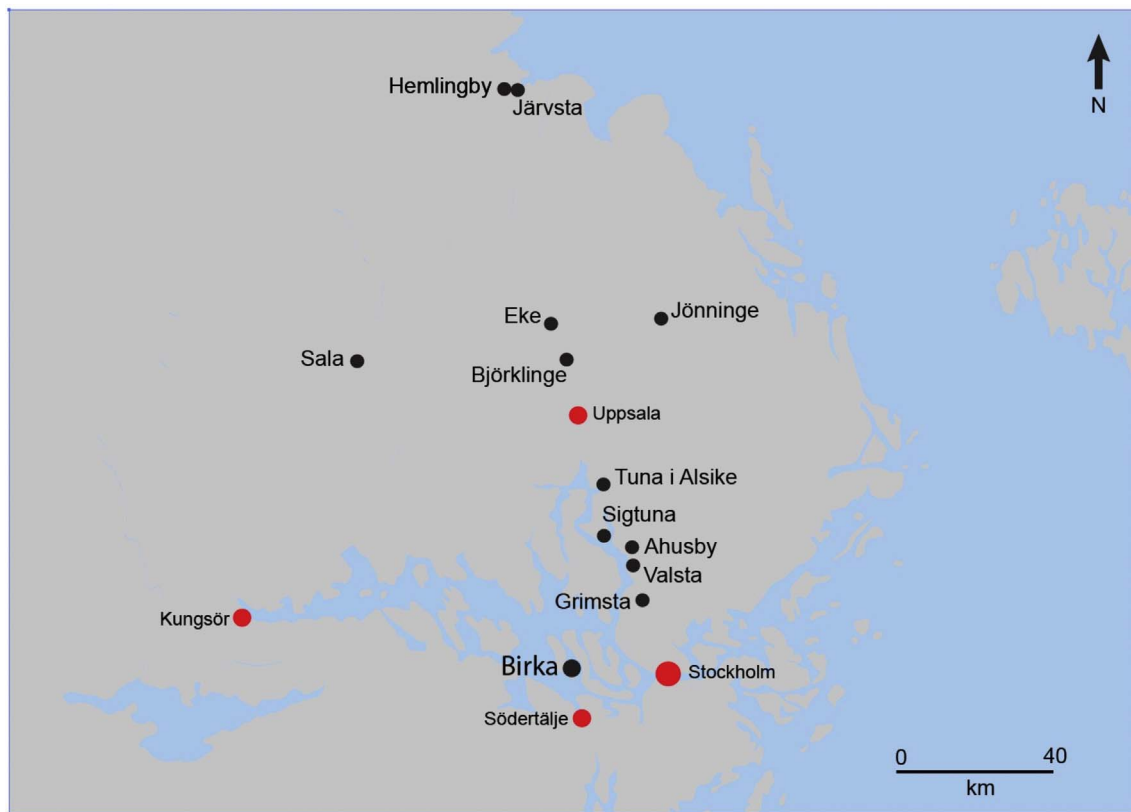 Hemlingby
Järvsta
N
Eke
Jönninge
Sala
Björklinge
Uppsala
Tuna i Alsike
Sigtuna
Ahusby
Valsta
Grimsta
Kungsör
Birka
Stockholm
Södertälje
0 40
km